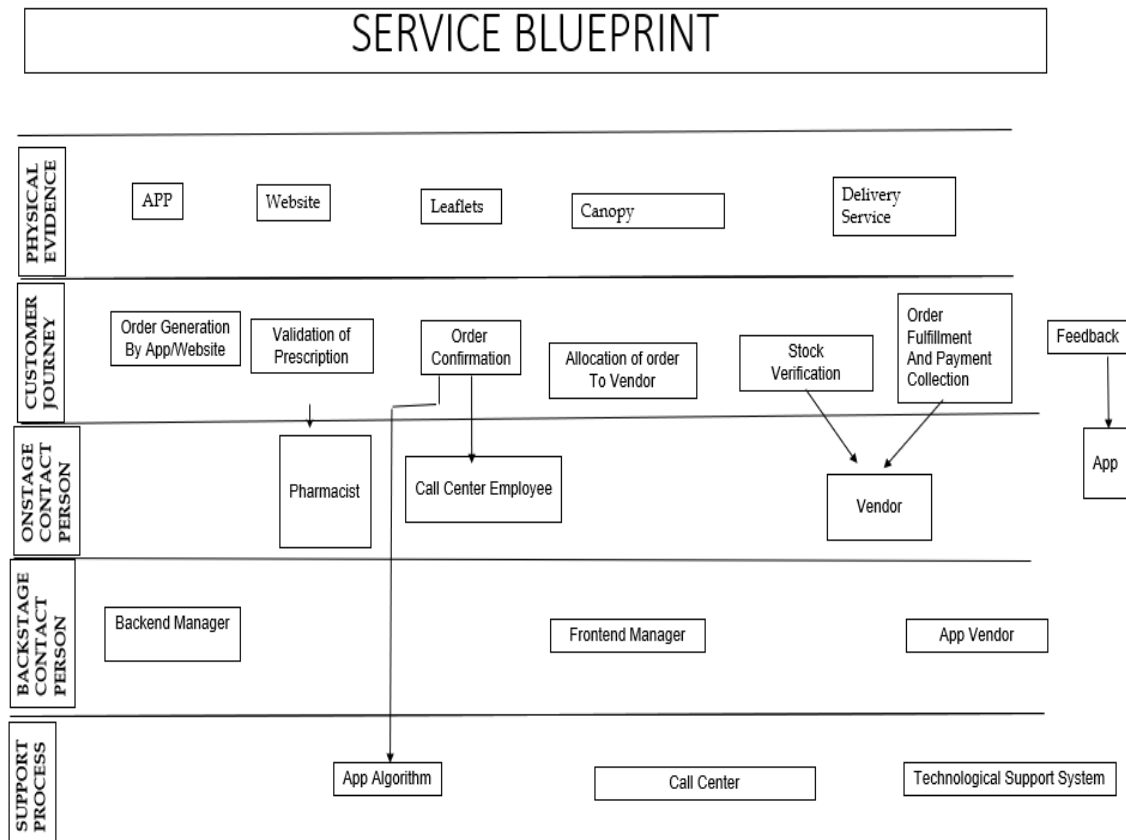 SERVICE BLUEPRINT
PHYSICAL
EVIDENCE
APP
Website
Leaflets
Canopy
Delivery
Service
CUSTOMER
JOURNEY
Order Generation
By App/Website
Validation of
Prescription
Order
Confirmation
Allocation of order
To Vendor
Stock
Verification
Order
Fulfillment
And Payment
Collection
Feedback
ONSTAGE
CONTACT
PERSON
Pharmacist
Call Center Employee
Vendor
App
BACKSTAGE
CONTACT
PERSON
Backend Manager
Frontend Manager
App Vendor
SUPPORT
PROCESS
App Algorithm
Call Center
Technological Support System